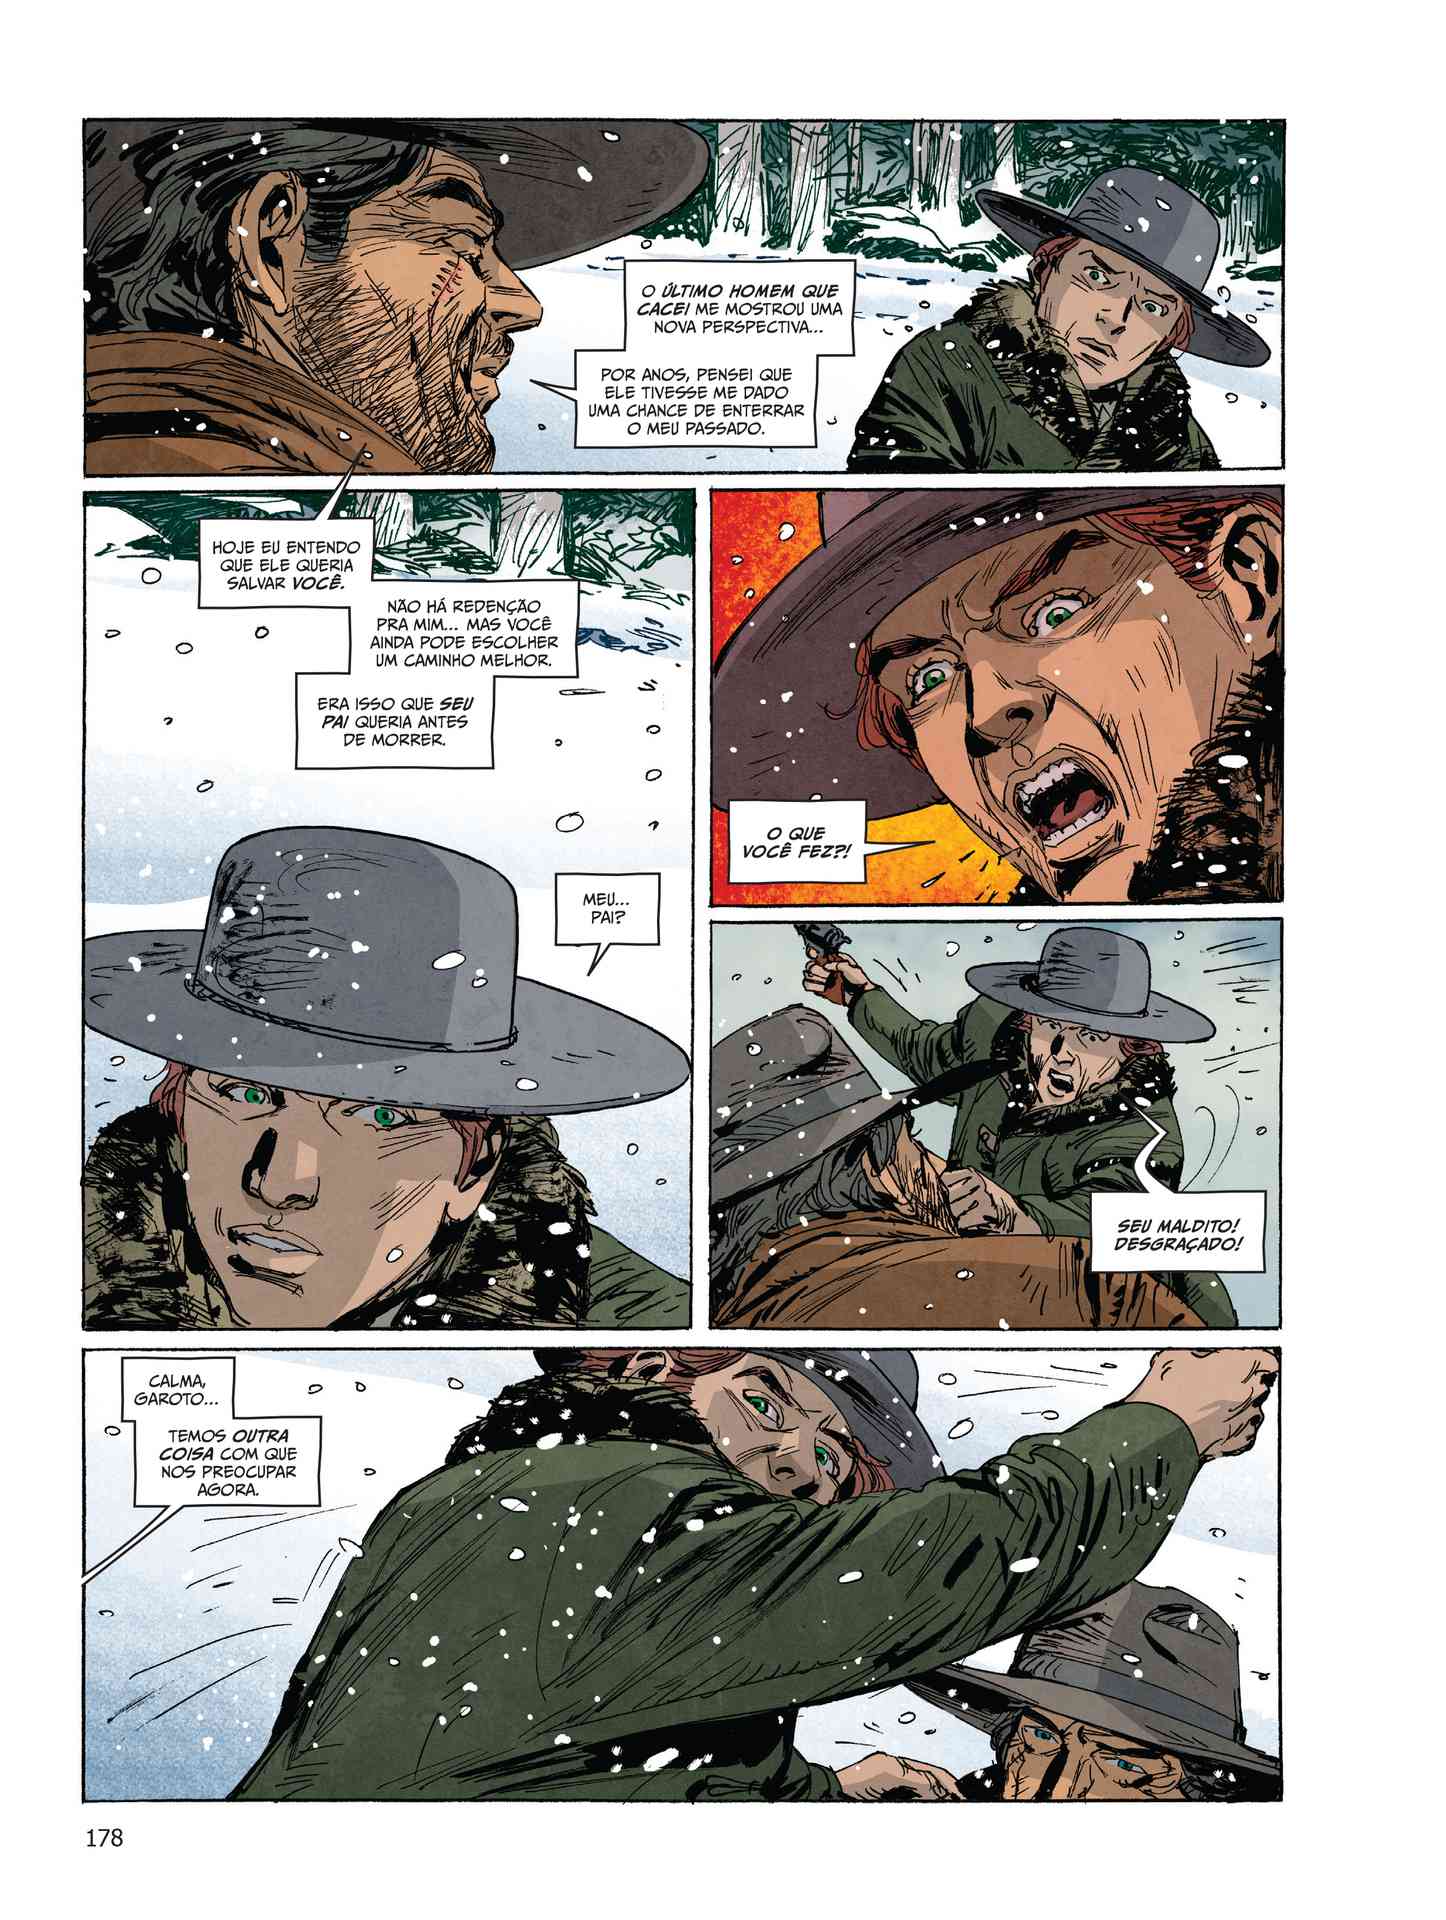 O ÚLTIMO HOMEM QUE
CACEI ME MOSTROU UMA
NOVA PERSPECTIVA...
POR ANOS, PENSEI QUE
ELE TIVESSE ME DADO
UMA CHANCE DE ENTERRAR
O MEU PASSADO.
HOJE EU ENTENDO
QUE ELE QUERIA
SALVAR VOCÊ.
NÃO HÁ REDENÇÃO
PRA MIM... MAS VOCÊ
AINDA PODE ESCOLHER
UM CAMINHO MELHOR.
ERA ISSO QUE SEU
PAI QUERIA ANTES
DE MORRER.
MEU...
PAI?
O QUE
VOCÊ FEZ?!
SEU MALDITO!
DESGRAÇADO!
CALMA,
GAROTO...
TEMOS OUTRA
COISA COM QUE
NOS PREOCUPAR
AGORA.
178